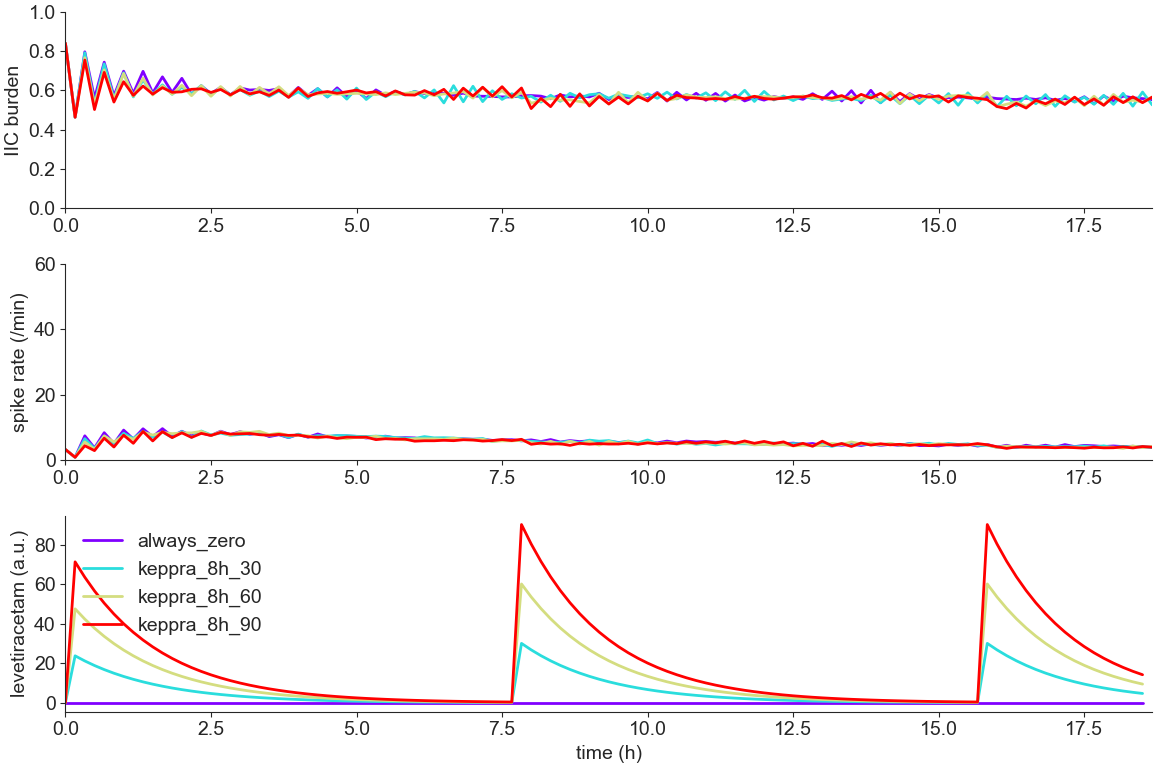 1.0
0.8
0.6
0.4
0.2
0.0
IIC burden
0.0 2.5 5.0 7.5 10.0 12.5 15.0 17.5
60
40
20
0
spike rate (/min)
0.0 2.5 5.0 7.5 10.0 12.5 15.0 17.5
80
60
40
20
0
levetiracetam (a.u.)
always_zero
keppra_8h_30
keppra_8h_60
keppra_8h_90
0.0 2.5 5.0 7.5 10.0 12.5 15.0 17.5
time (h)